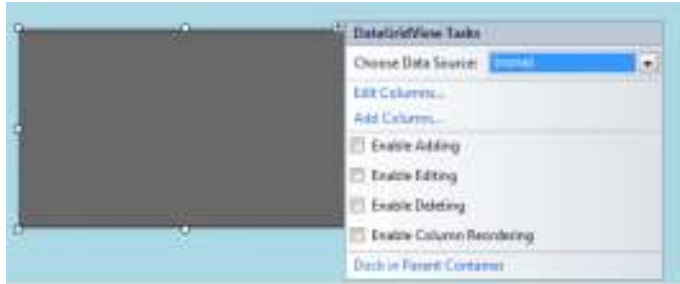 DataGridView Tasks
Choose Data Source: (none)
Edit Columns...
Add Column...
Enable Adding
Enable Editing
Enable Deleting
Enable Column Reordering
Dock in Parent Container